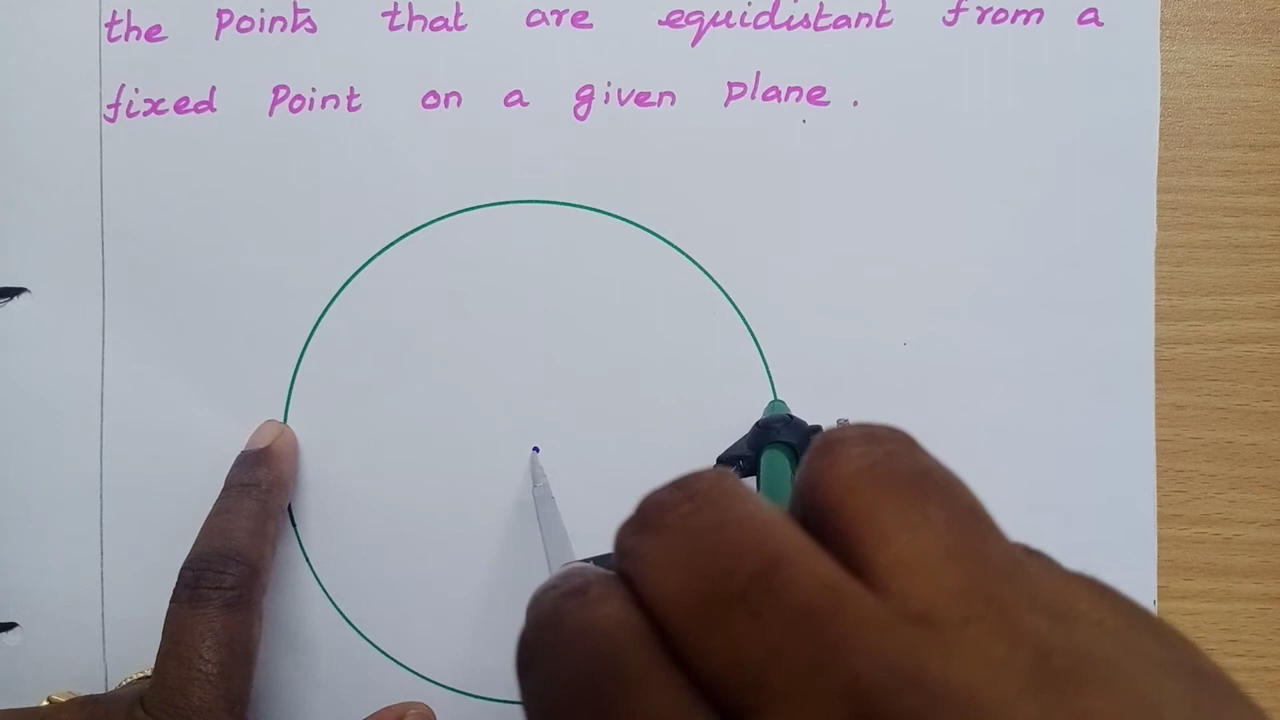 the points that are equidistant from a
fixed Point on a given plane.